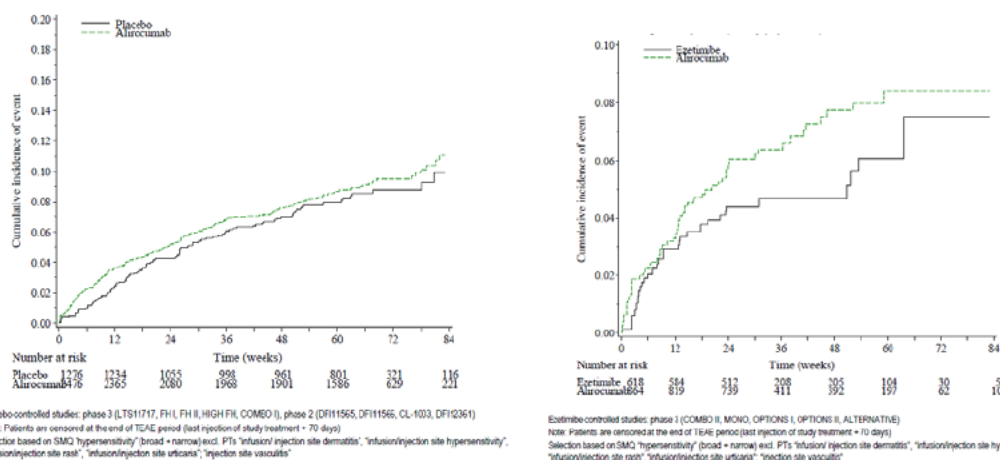 0.20
0.18
0.16
0.14
0.12
0.10
0.08
0.06
0.04
0.02
0.00
Cumulative incidence of event
Placebo
Alirocumab
0 12 24 36 48 60 72 84
Number at risk Time (weeks)
Placebo 1276 1234 1055 998 961 801 321 116
Alirocumab 2476 2365 2080 1968 1901 1586 629 221
ebo-controlled studies: phase 3 (LTS11717, FH I, FH II, HIGH FH, COMBO I), phase 2 (DFI11565, DFI11566, CL-1003, DFI12361)
: Patients are censored at the end of TEAE period (last injection of study treatment + 70 days)
ction based on SMQ "hypersensitivity" (broad + narrow) excl. PTs "infusion/ injection site dermatitis", "infusion/injection site hypersensitivity",
sion/injection site rash", "infusion/injection site urticaria"; "injection site vasculitis"
0.10
0.08
0.06
0.04
0.02
0.00
Cumulative incidence of event
Ezetimibe
Alirocumab
0 12 24 36 48 60 72 84
Number at risk Time (weeks)
Ezetimibe 618 584 512 208 205 104 30 5
Alirocumab 864 819 739 411 392 197 62 10
Ezetimibe-controlled studies: phase 3 (COMBO II, MONO, OPTIONS I, OPTIONS II, ALTERNATIVE)
Note: Patients are censored at the end of TEAE period (last injection of study treatment + 70 days)
Selection based on SMQ "hypersensitivity" (broad + narrow) excl. PTs "infusion/ injection site dermatitis", "infusion/injection site hy
"infusion/injection site rash", "infusion/injection site urticaria"; "injection site vasculitis"